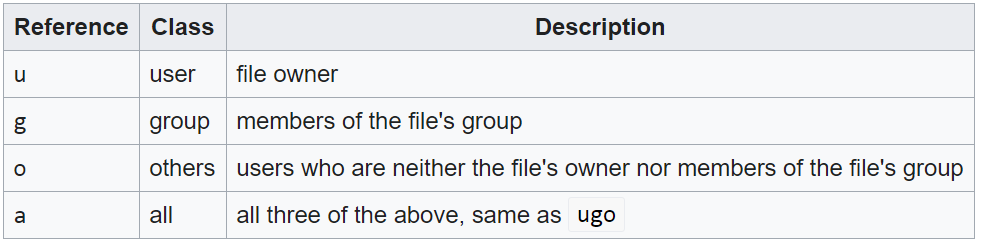 Reference Class Description
u user file owner
g group members of the file's group
o others users who are neither the file's owner nor members of the file's group
a all all three of the above, same as ugo